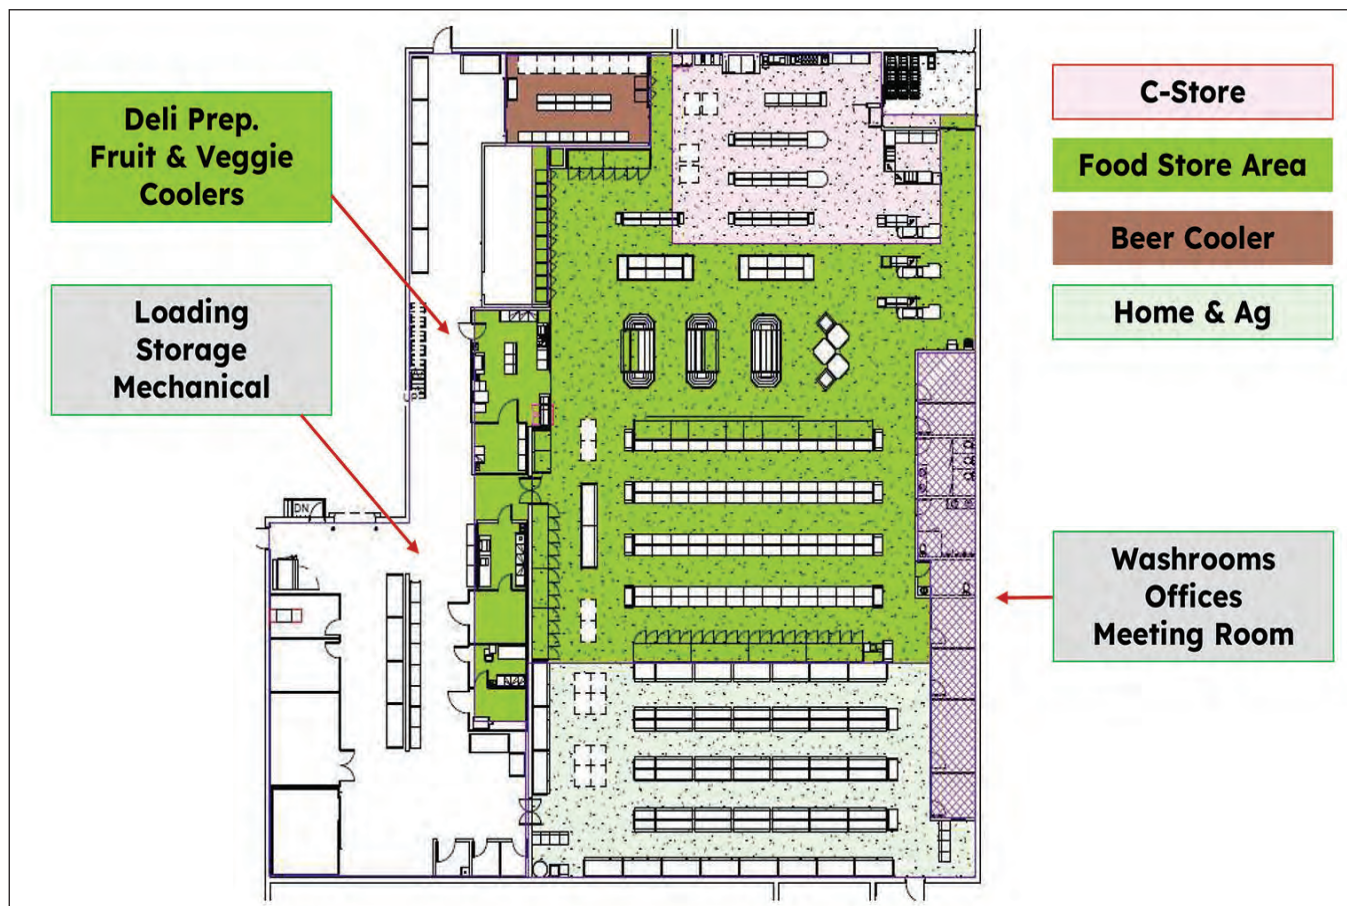 Deli Prep.
Fruit & Veggie
Coolers
Loading
Storage
Mechanical
C-Store
Food Store Area
Beer Cooler
Home & Ag
DN
Washrooms
Offices
Meeting Room